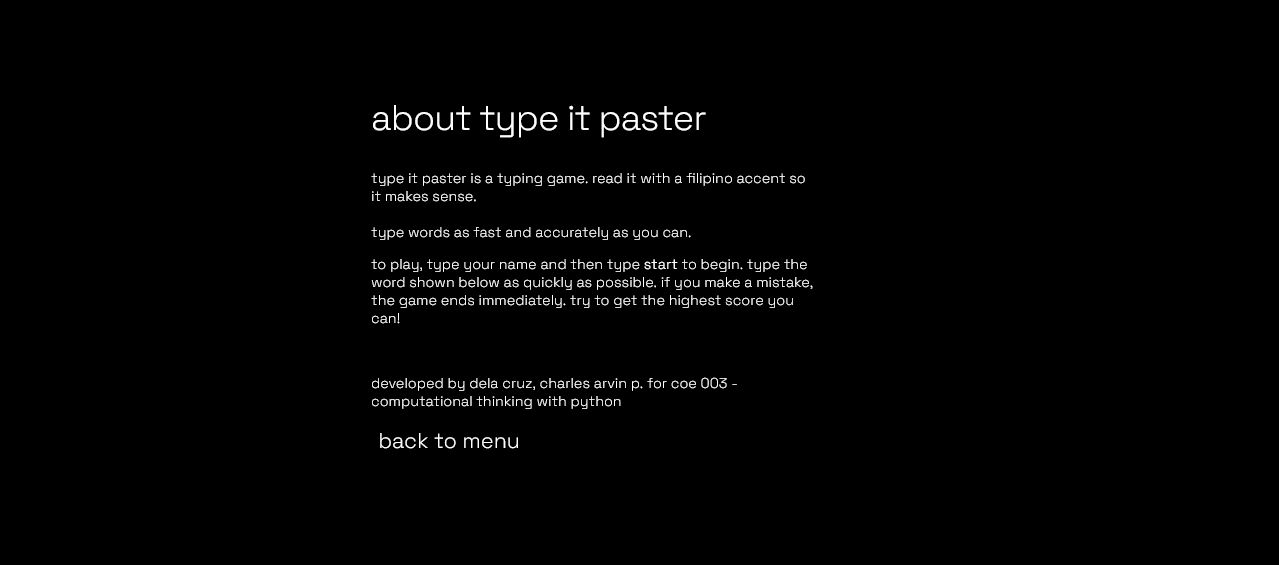 about type it paster
type it paster is a typing game. read it with a filipino accent so
it makes sense.
type words as fast and accurately as you can.
to play, type your name and then type start to begin. type the
word shown below as quickly as possible. if you make a mistake,
the game ends immediately. try to get the highest score you
can!
developed by dela cruz, charles arvin p. for coe 003 -
computational thinking with python
back to menu